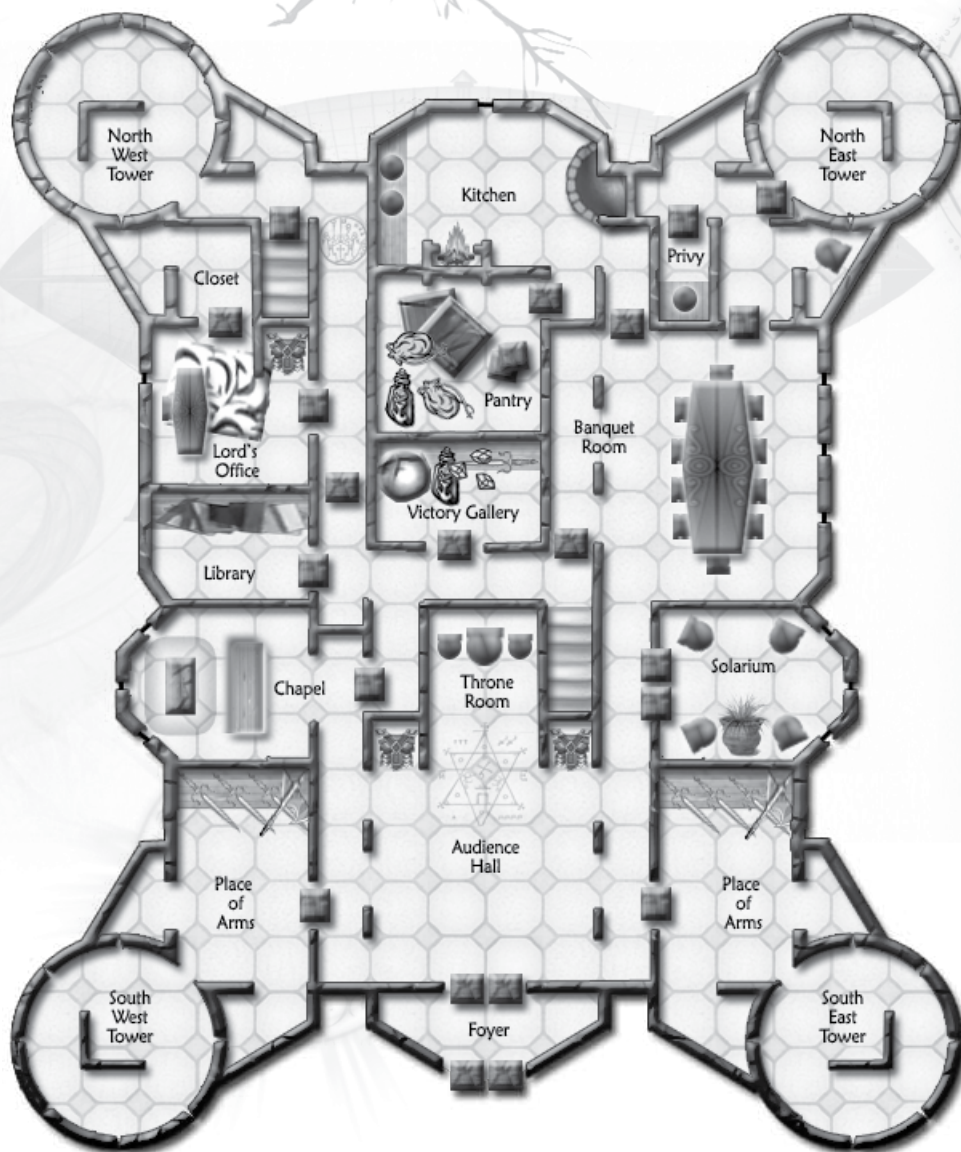 North
West
Tower
Kitchen
North
East
Tower
Privy
Closet
Pantry
Banquet
Room
Lord's
Office
Victory Gallery
Library
Solarium
Chapel
Throne
Room
Audience
Hall
Place
of
Arms
Place
of
Arms
South
West
Tower
Foyer
South
East
Tower